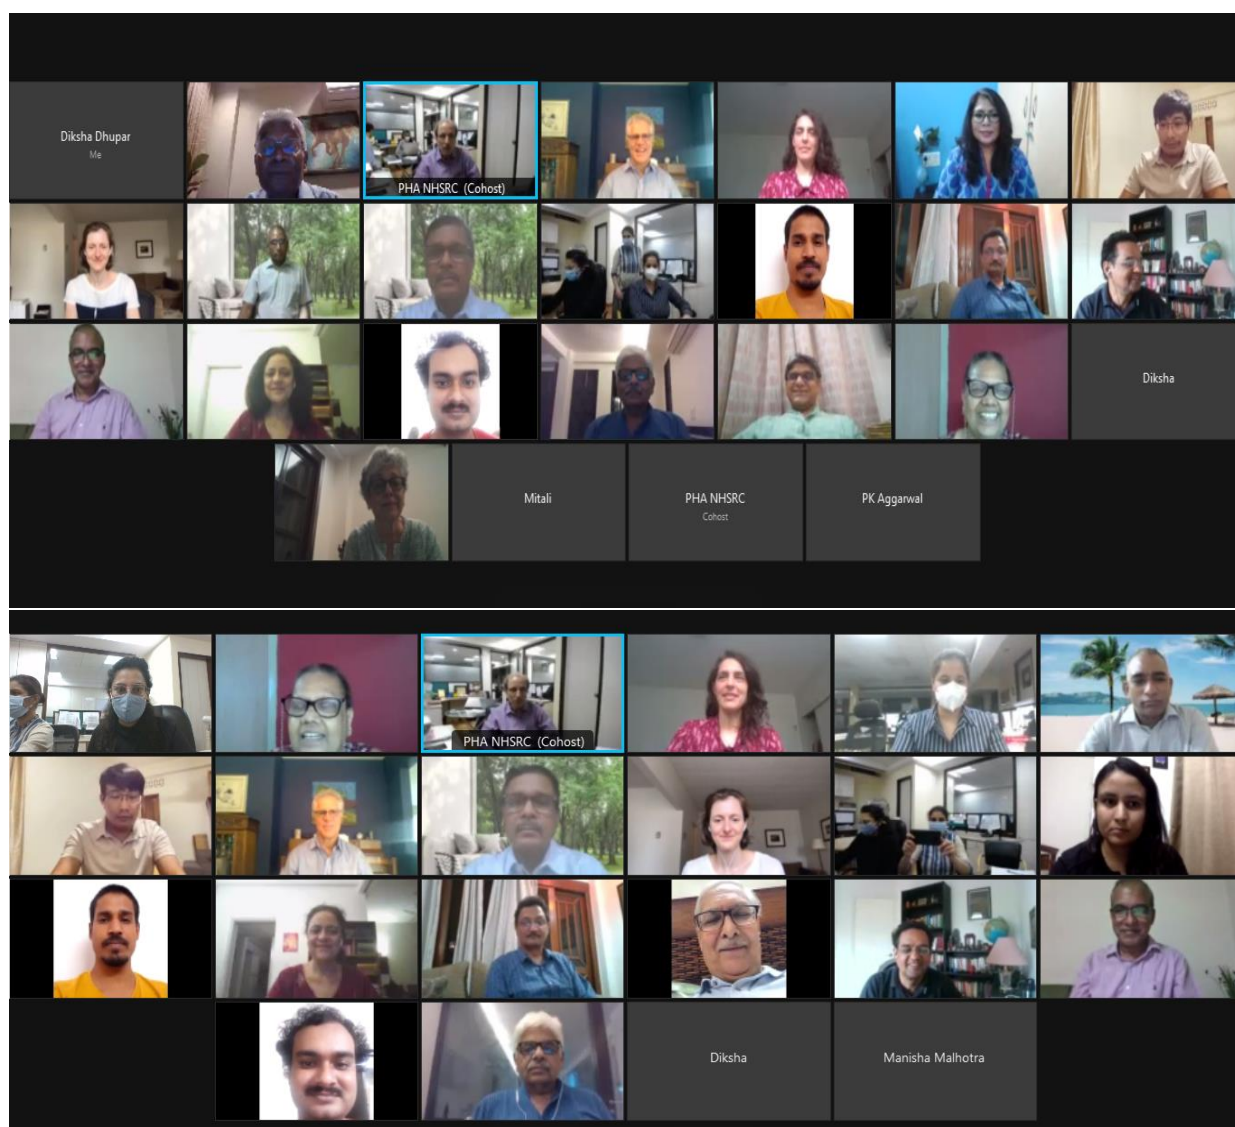 Diksha Dhupar
Me
PHA NHSRC (Cohost)
Diksha
Mitali
PHA NHSRC
Cohost
PK Aggarwal
PHA NHSRC (Cohost)
Diksha
Manisha Malhotra